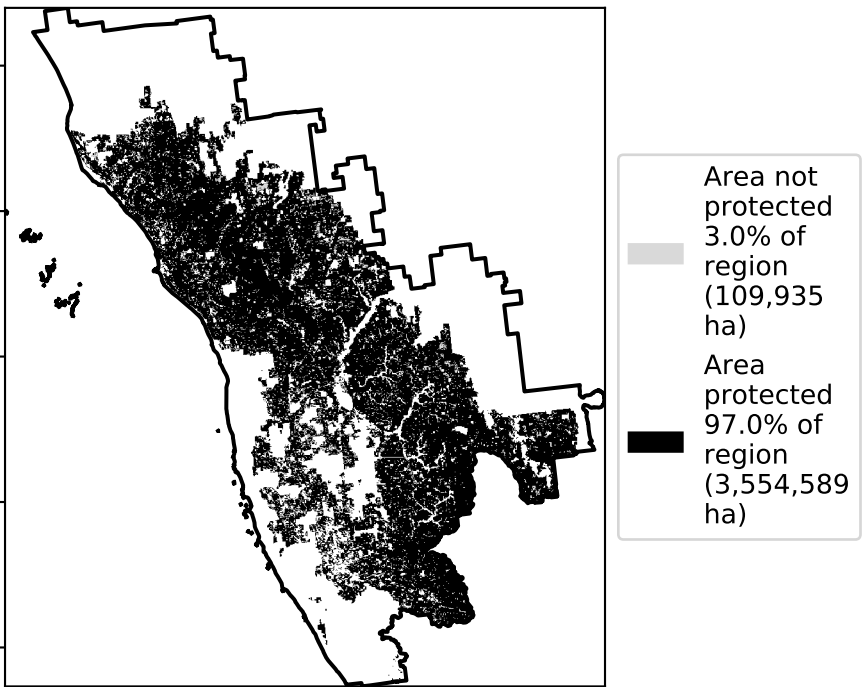 Area not
protected
3.0% of
region
(109,935
ha)
Area
protected
97.0% of
region
(3,554,589
ha)